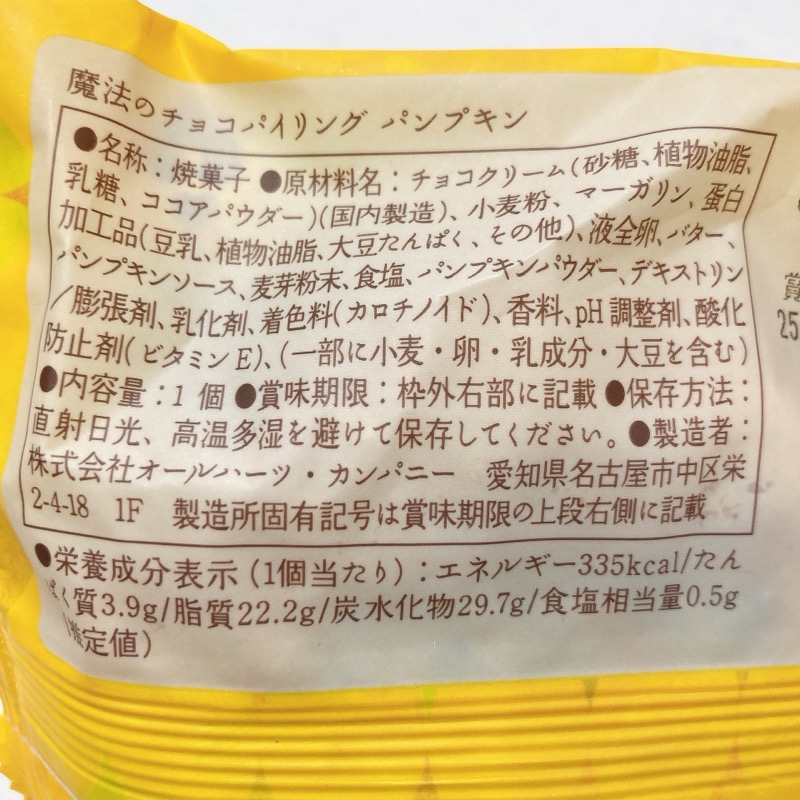 魔法のチョコパイリング パンプキン
●名称：焼菓子 ●原材料名：チョコクリーム(砂糖、植物油脂、
乳糖、ココアパウダー)(国内製造)、小麦粉、マーガリン、蛋白
加工品(豆乳、植物油脂、大豆たんぱく、その他)、液全卵、バター、
パンプキンソース、麦芽粉末、食塩、パンプキンパウダー、デキストリン
／膨張剤、乳化剤、着色料(カロチノイド)、香料、pH調整剤、酸化
防止剤(ビタミンE)、(一部に小麦・卵・乳成分・大豆を含む)
●内容量：1個 ●賞味期限：枠外右部に記載 ●保存方法：
直射日光、高温多湿を避けて保存してください。●製造者：
株式会社オールハーツ・カンパニー 愛知県名古屋市中区栄
2-4-18 1F 製造所固有記号は賞味期限の上段右側に記載
●栄養成分表示(1個当たり)：エネルギー335kcal/たん
ぱく質3.9g/脂質22.2g/炭水化物29.7g/食塩相当量0.5g
(推定値)
賞
25